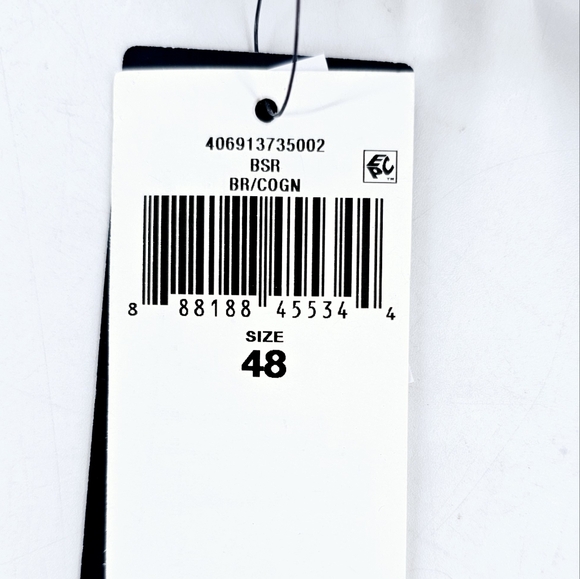 406913735002
BSR
BR/COGN
EPC
8 88188 45534 4
SIZE
48